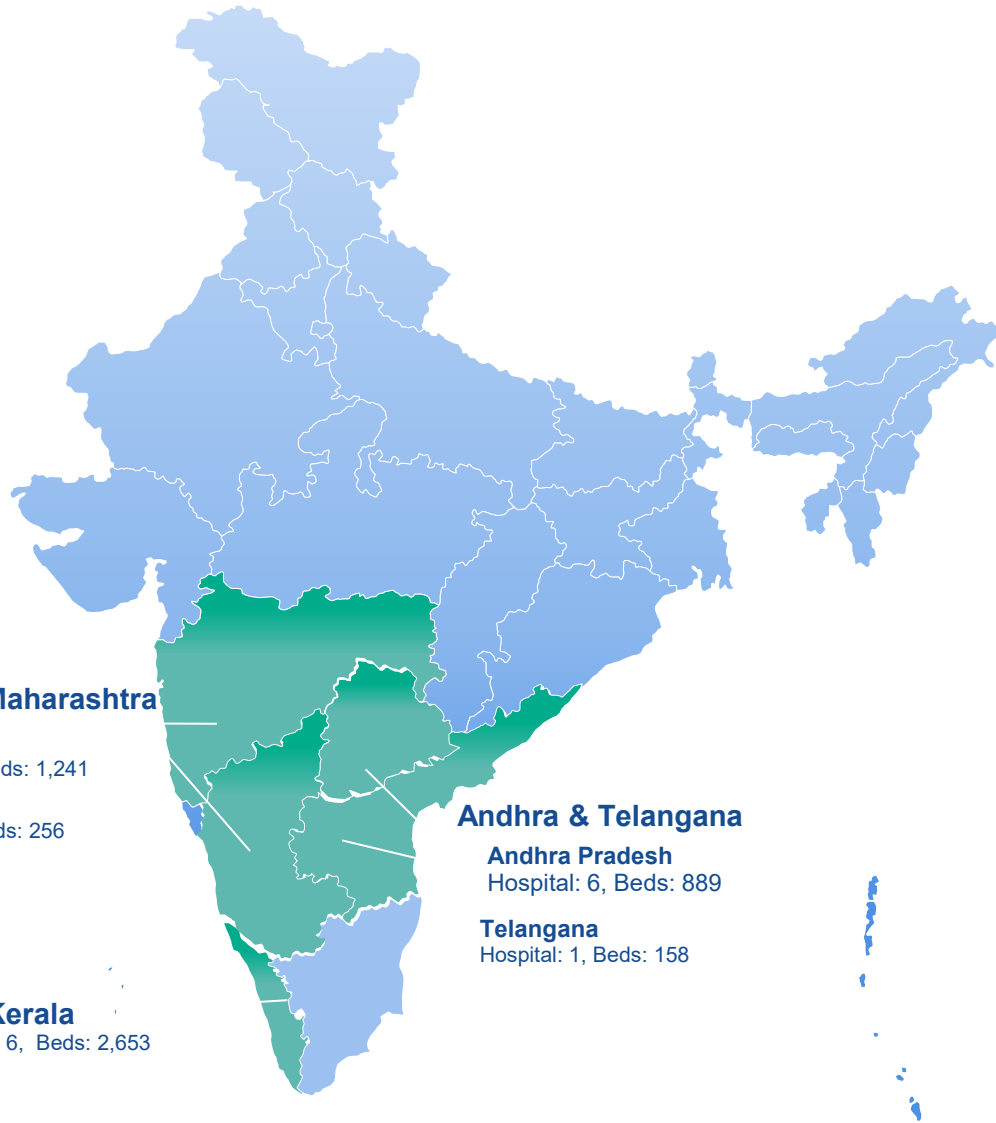 Maharashtra
ds: 1,241
ds: 256
Andhra & Telangana
Andhra Pradesh
Hospital: 6, Beds: 889
Telangana
Hospital: 1, Beds: 158
Kerala
6, Beds: 2,653